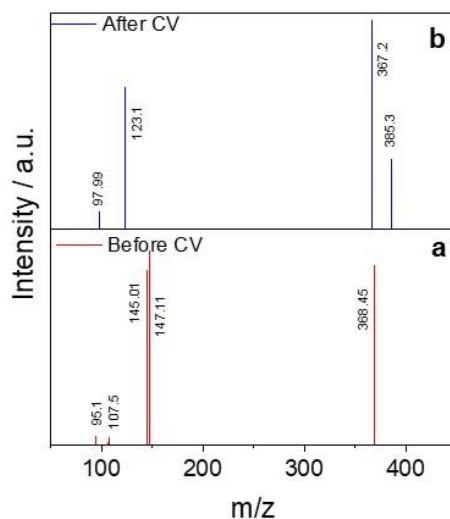 After CV
b
97.99
123.1
367.2
385.3
Before CV
a
95.1
107.5
145.01
147.11
368.45
Intensity / a.u.
100 200 300 400
m/z